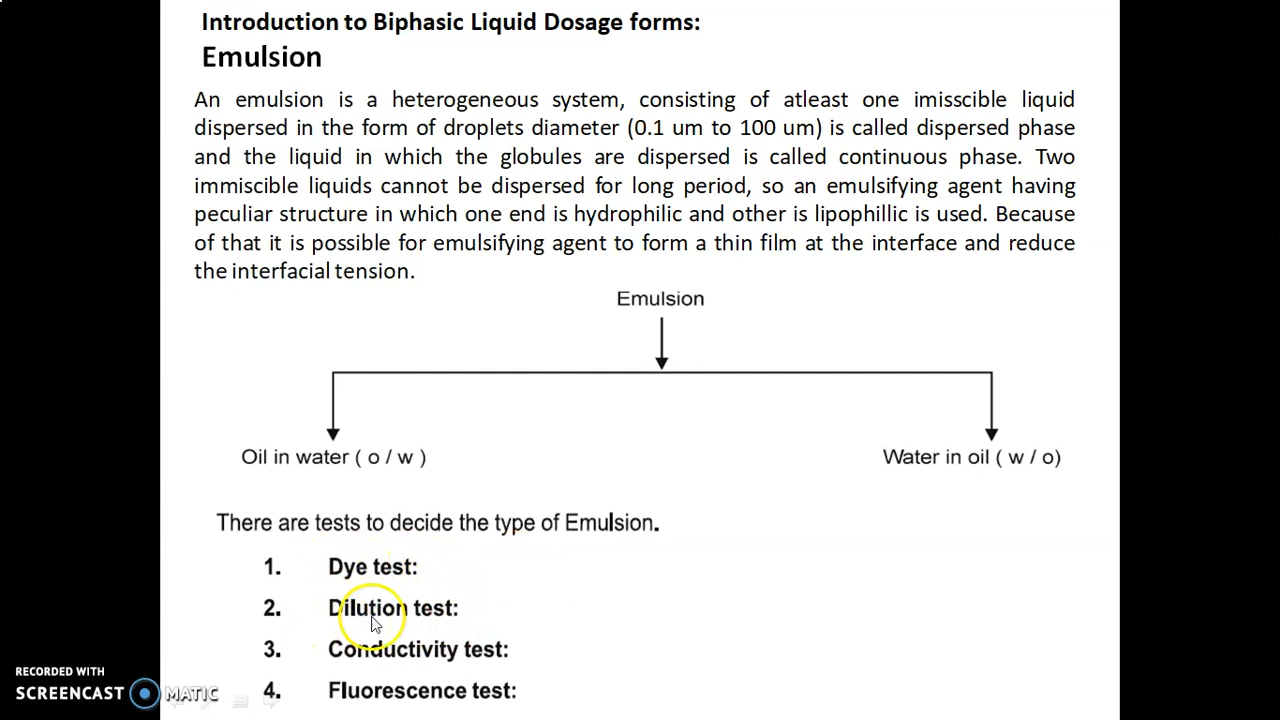 Introduction to Biphasic Liquid Dosage forms:
Emulsion
An emulsion is a heterogeneous system, consisting of atleast one imisscible liquid
dispersed in the form of droplets diameter (0.1 um to 100 um) is called dispersed phase
and the liquid in which the globules are dispersed is called continuous phase. Two
immiscible liquids cannot be dispersed for long period, so an emulsifying agent having
peculiar structure in which one end is hydrophilic and other is lipophillic is used. Because
of that it is possible for emulsifying agent to form a thin film at the interface and reduce
the interfacial tension.
Emulsion
Oil in water ( o / w )
Water in oil ( w / o)
There are tests to decide the type of Emulsion.
1. Dye test:
2. Dilution test:
3. Conductivity test:
4. Fluorescence test:
RECORDED WITH
SCREENCAST MATIC